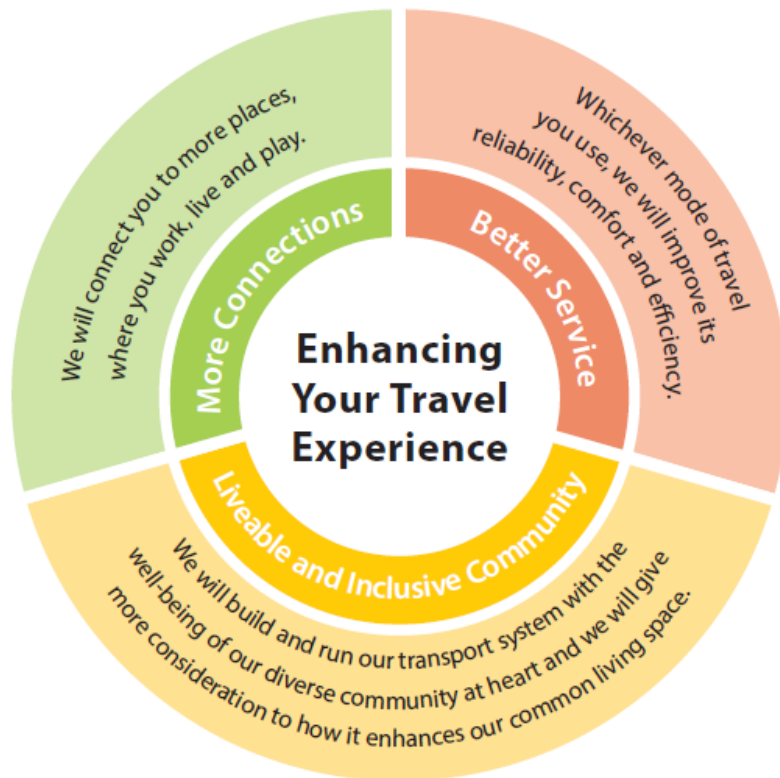 We will connect you to more places,
where you work, live and play.
More Connections
Whichever mode of travel
you use, we will improve its
reliability, comfort and efficiency.
Better Service
Enhancing
Your Travel
Experience
Liveable and Inclusive Community
We will build and run our transport system with the
well-being of our diverse community at heart and we will give
more consideration to how it enhances our common living space.